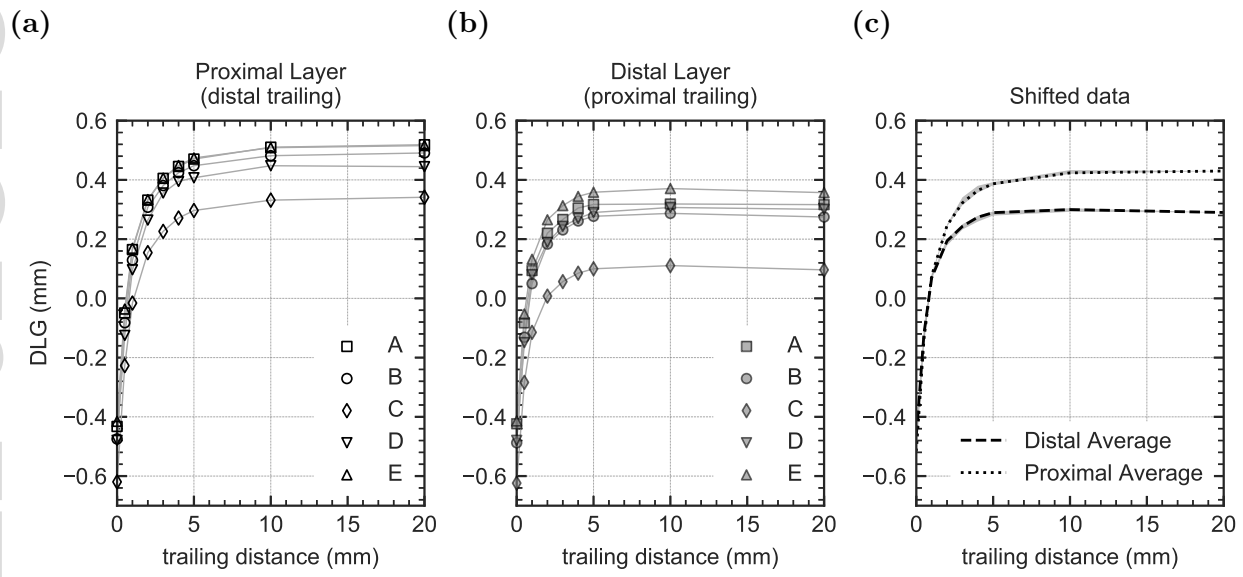 (a)
(b)
(c)
Proximal Layer
(distal trailing)
0.6
0.4
0.2
0.0
−0.2
−0.4
−0.6
DLG (mm)
A
B
C
D
E
0 5 10 15 20
trailing distance (mm)
Distal Layer
(proximal trailing)
0.6
0.4
0.2
0.0
−0.2
−0.4
−0.6
A
B
C
D
E
0 5 10 15 20
trailing distance (mm)
Shifted data
0.6
0.4
0.2
0.0
−0.2
−0.4
−0.6
Distal Average
Proximal Average
0 5 10 15 20
trailing distance (mm)